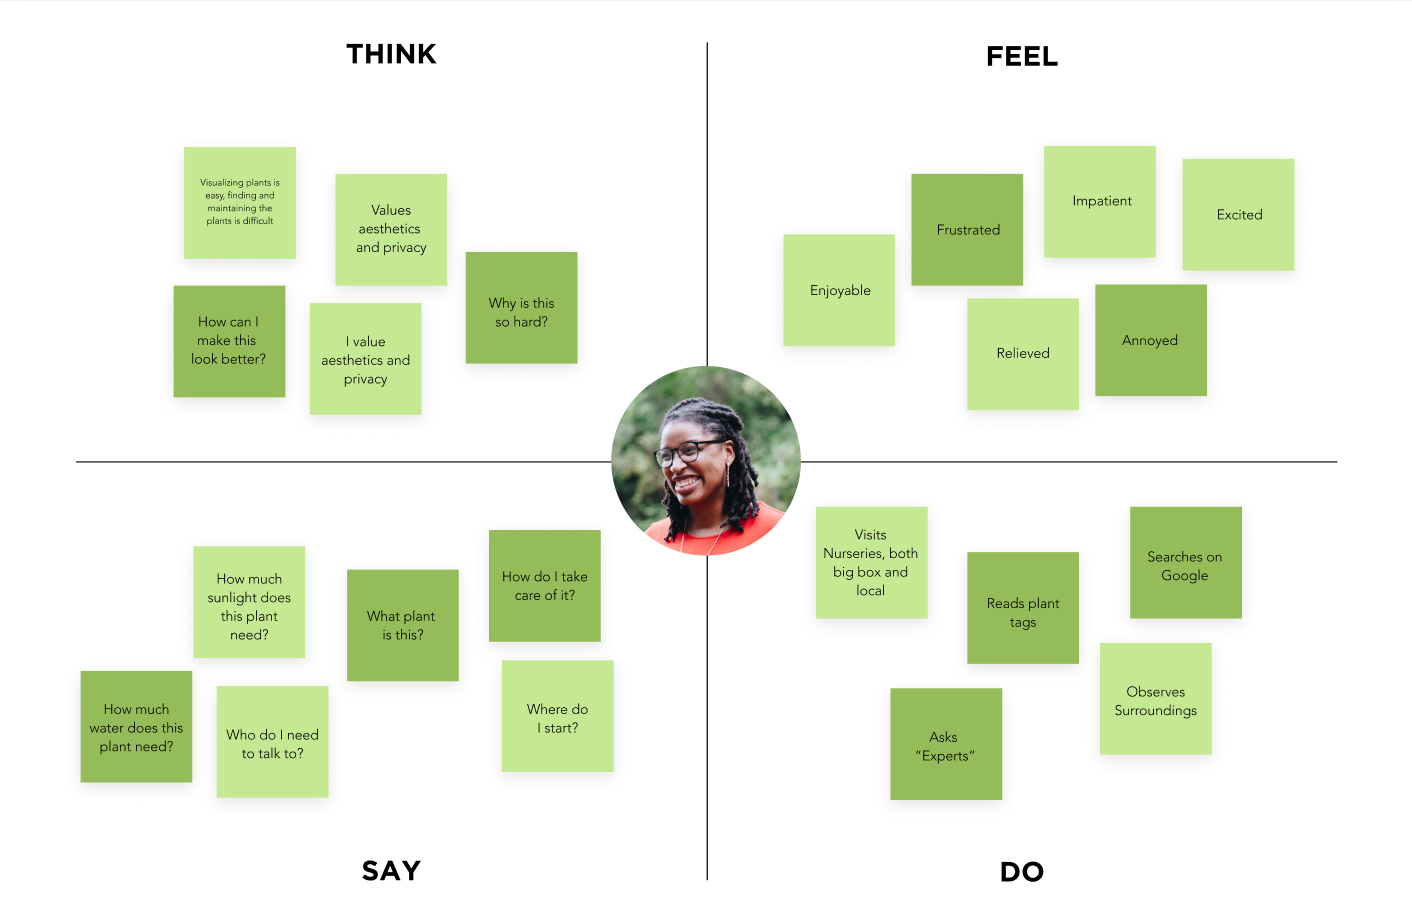 THINK
Visualizing plants is
easy, finding and
maintaining the
plants is difficult
Values
aesthetics
and privacy
Why is this
so hard?
How can I
make this
look better?
I value
aesthetics and
privacy
FEEL
Enjoyable
Frustrated
Impatient
Excited
Relieved
Annoyed
How much
sunlight does
this plant
need?
What plant
is this?
How do I take
care of it?
How much
water does this
plant need?
Who do I need
to talk to?
Where do
I start?
SAY
Visits
Nurseries, both
big box and
local
Reads plant
tags
Searches on
Google
Asks
“Experts”
Observes
Surroundings
DO